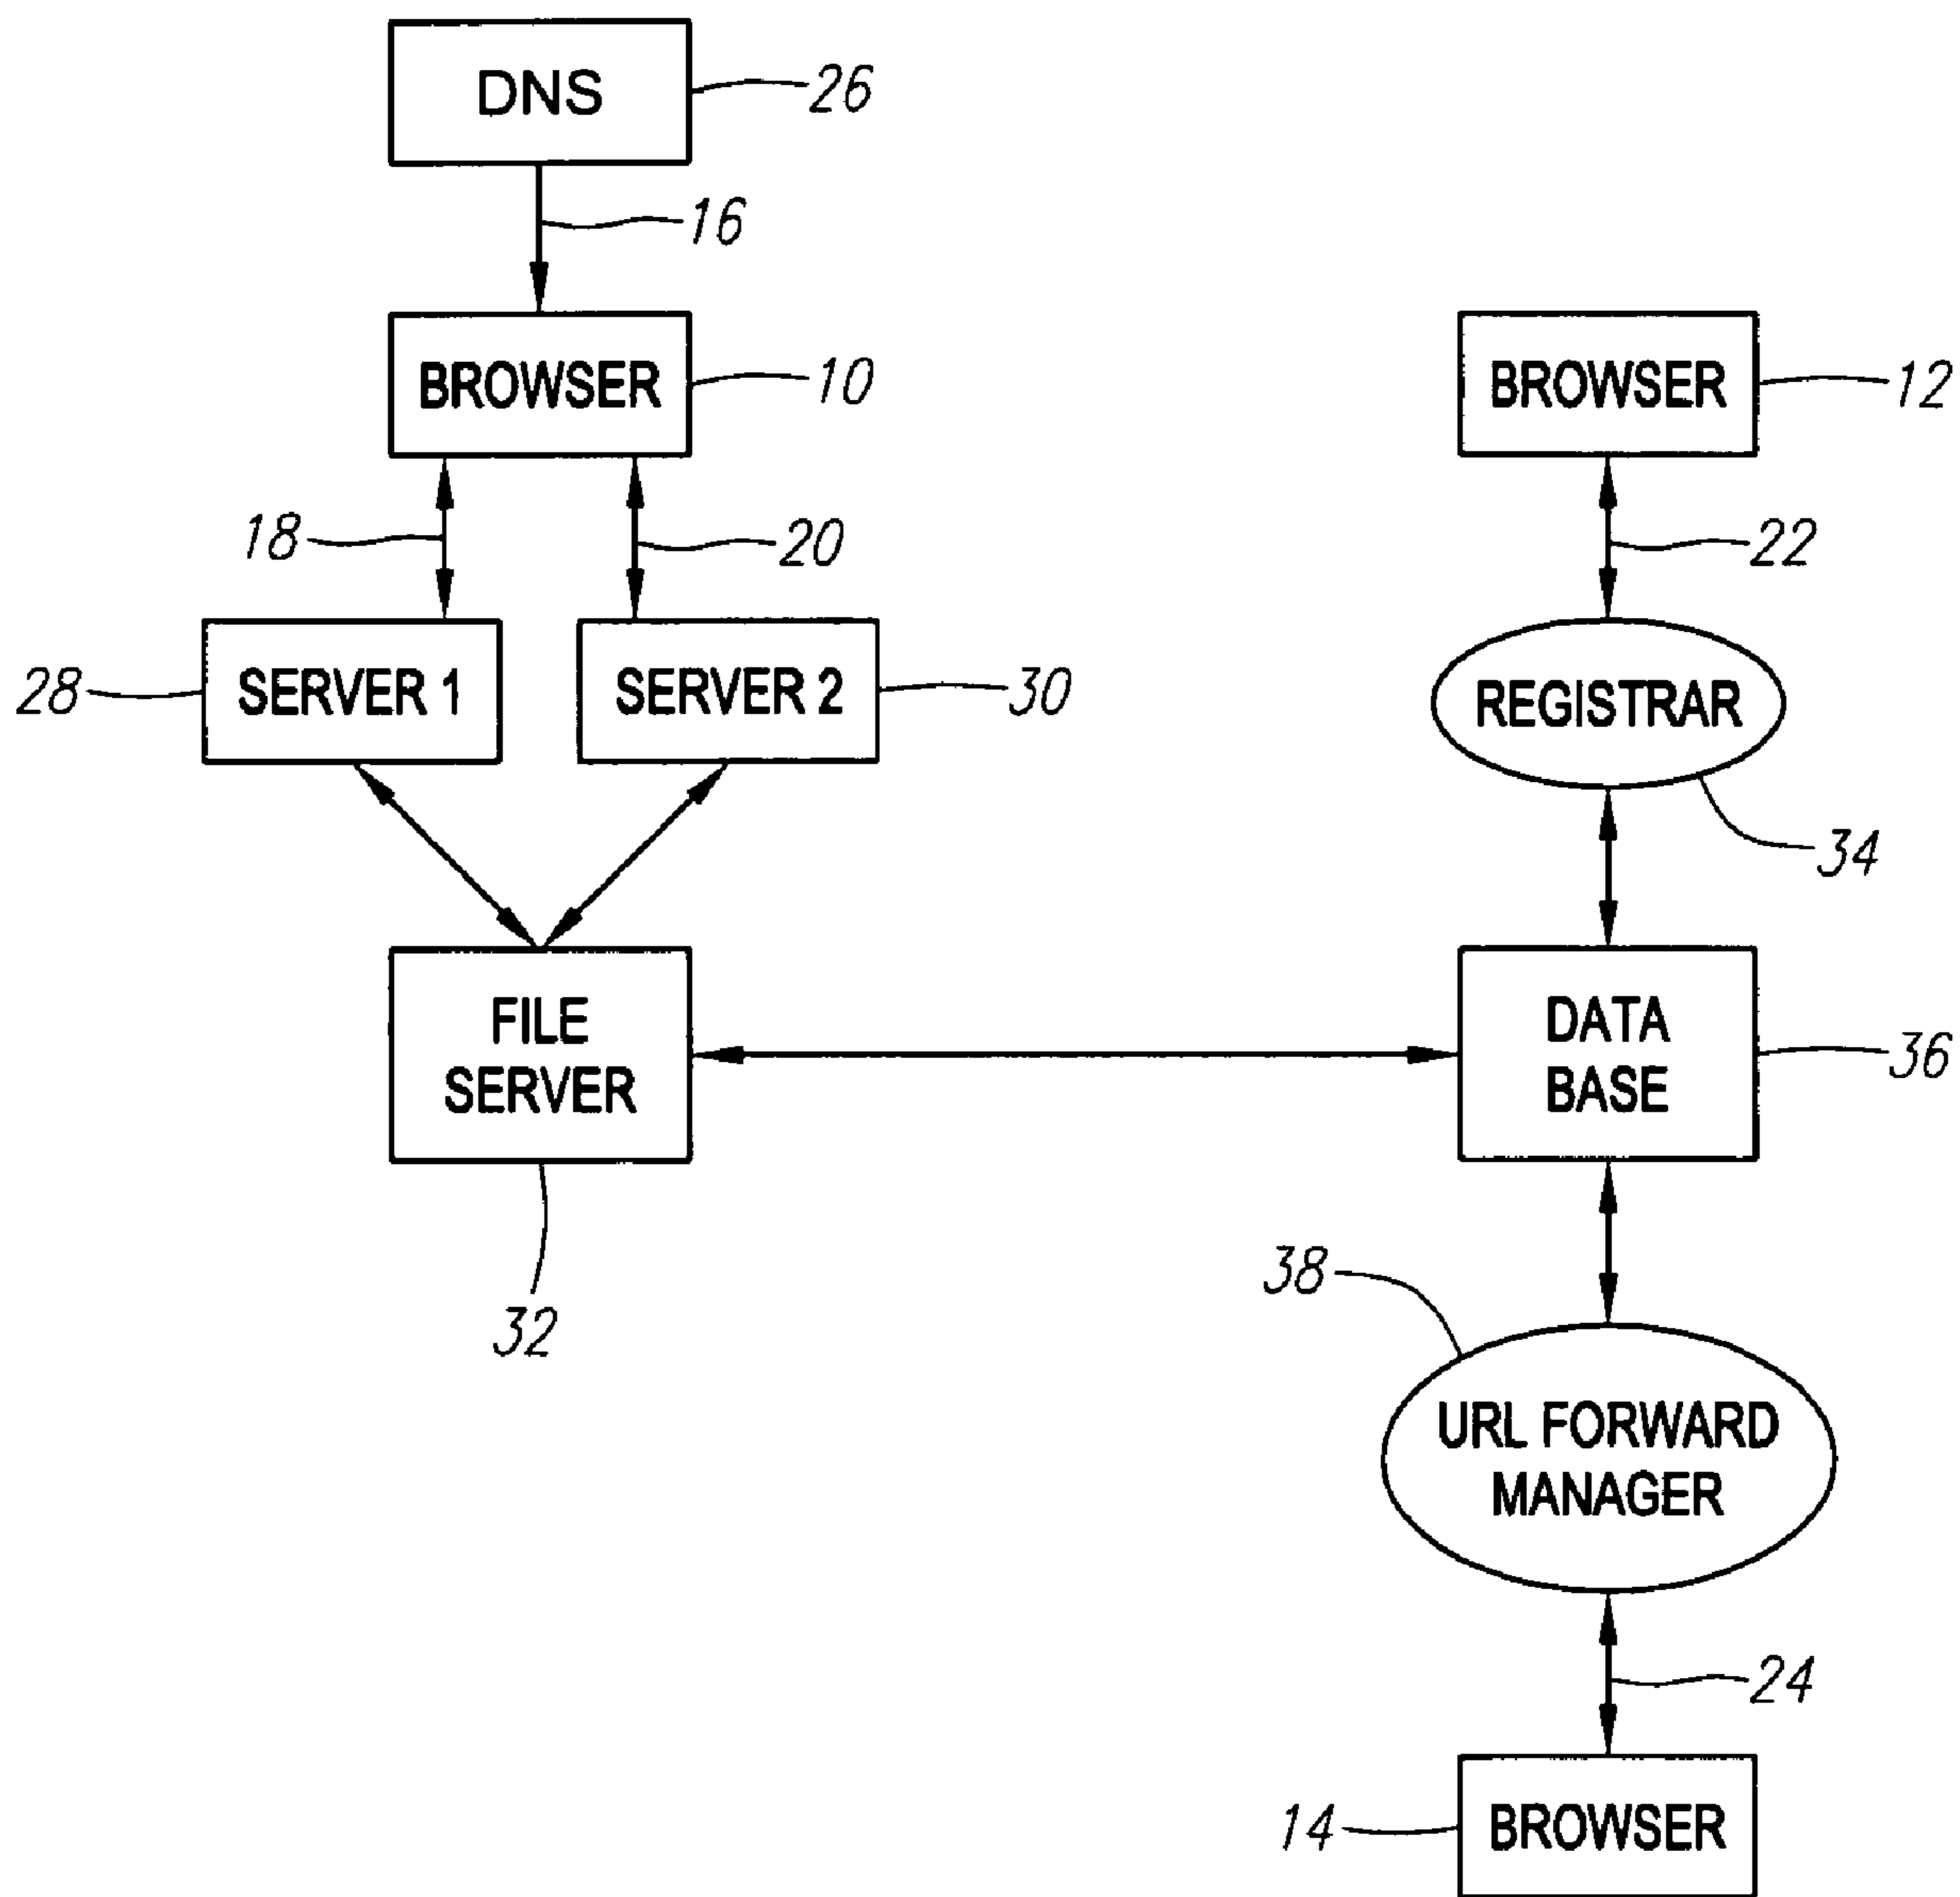 DNS
26
16
BROWSER
10
BROWSER
12
18
20
22
28
SERVER 1
SERVER 2
30
REGISTRAR
34
FILE
SERVER
32
DATA
BASE
36
38
URL FORWARD
MANAGER
24
14
BROWSER